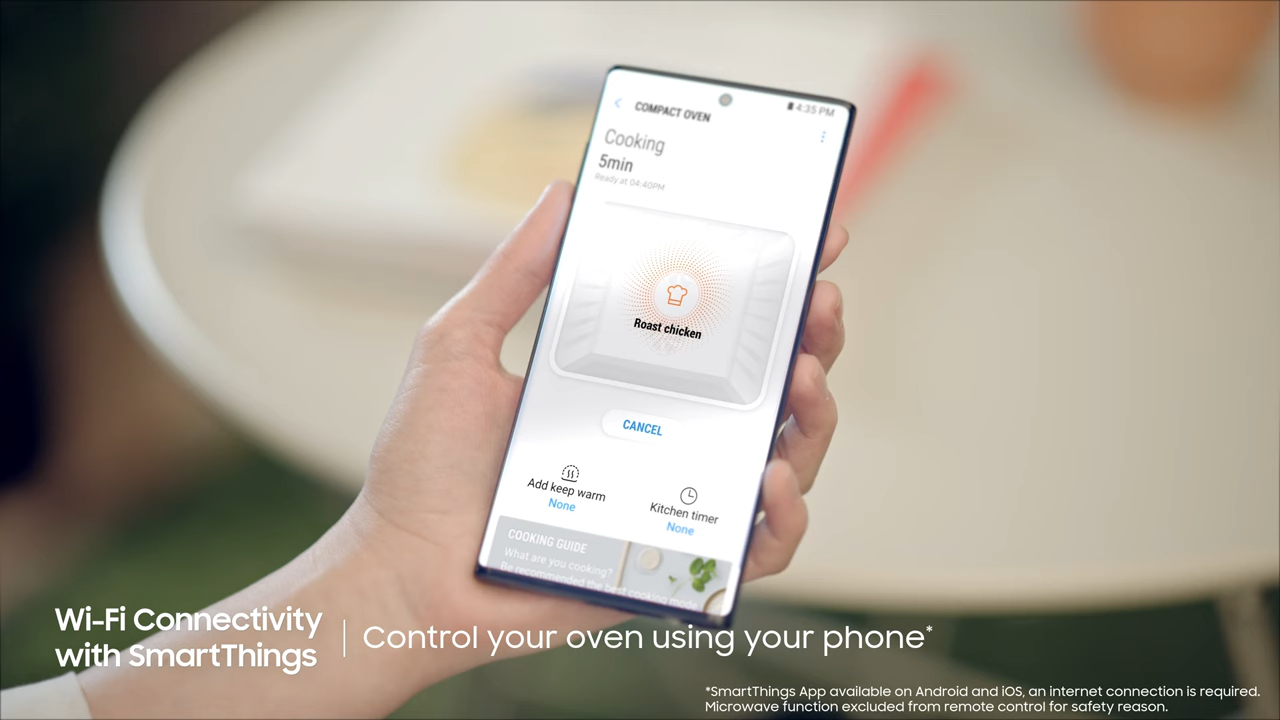 4:35 PM
COMPACT OVEN
Cooking
5min
Ready at 04:40PM
Roast chicken
CANCEL
Add keep warm
None
Kitchen timer
None
COOKING GUIDE
What are you cooking?
Be recommended the best cooking mode
Wi-Fi Connectivity
with SmartThings
Control your oven using your phone*
*SmartThings App available on Android and iOS, an internet connection is required.
Microwave function excluded from remote control for safety reason.